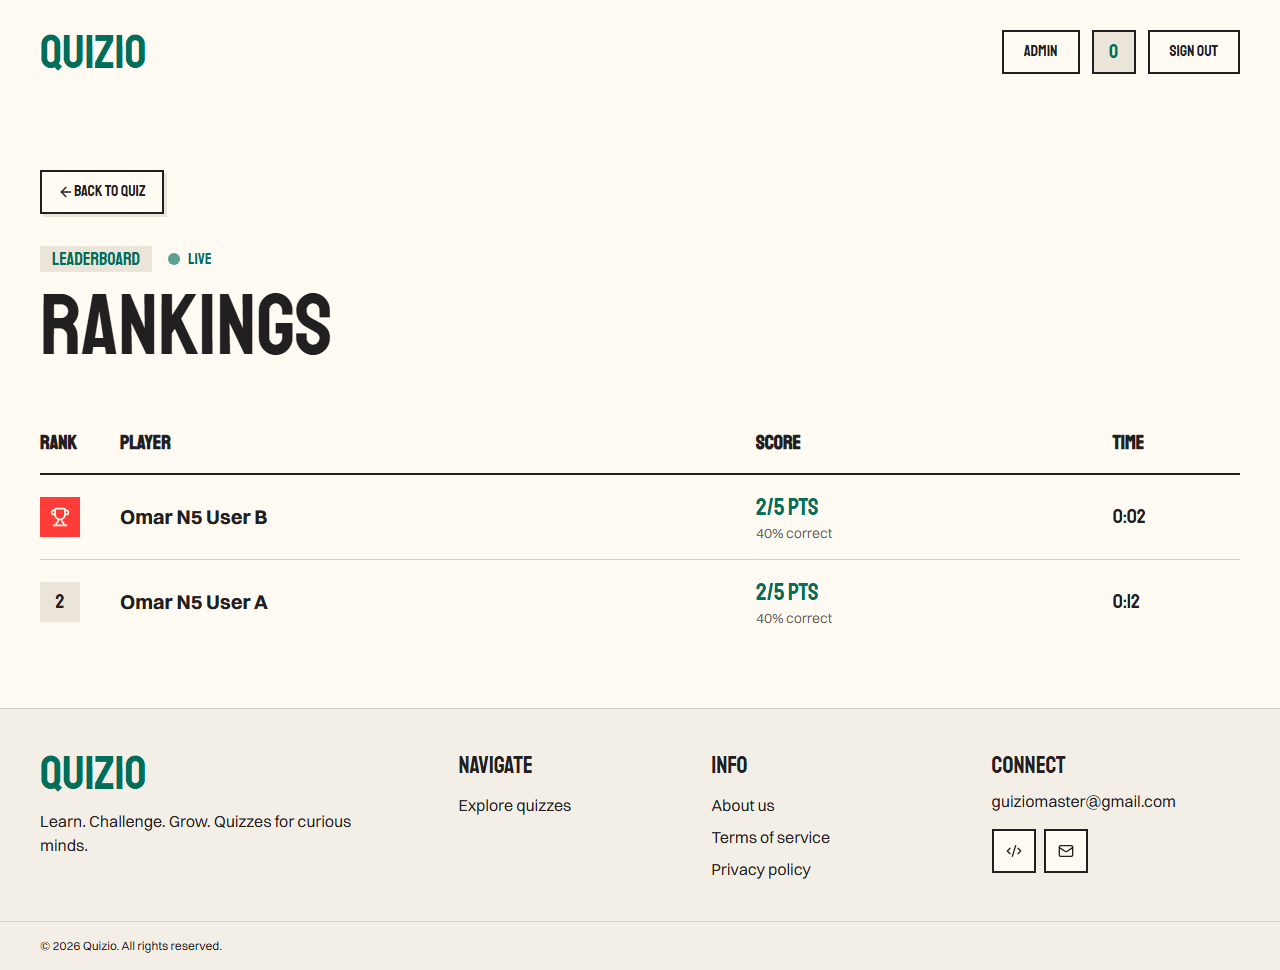 QUIZIO
ADMIN
0
SIGN OUT
BACK TO QUIZ
LEADERBOARD
LIVE
RANKINGS
RANK PLAYER SCORE TIME
Omar N5 User B 2/5 PTS 0:02
40% correct
2 Omar N5 User A 2/5 PTS 0:12
40% correct
QUIZIO
Learn. Challenge. Grow. Quizzes for curious
minds.
NAVIGATE
Explore quizzes
INFO
About us
Terms of service
Privacy policy
CONNECT
guiziomaster@gmail.com
© 2026 Quizio. All rights reserved.